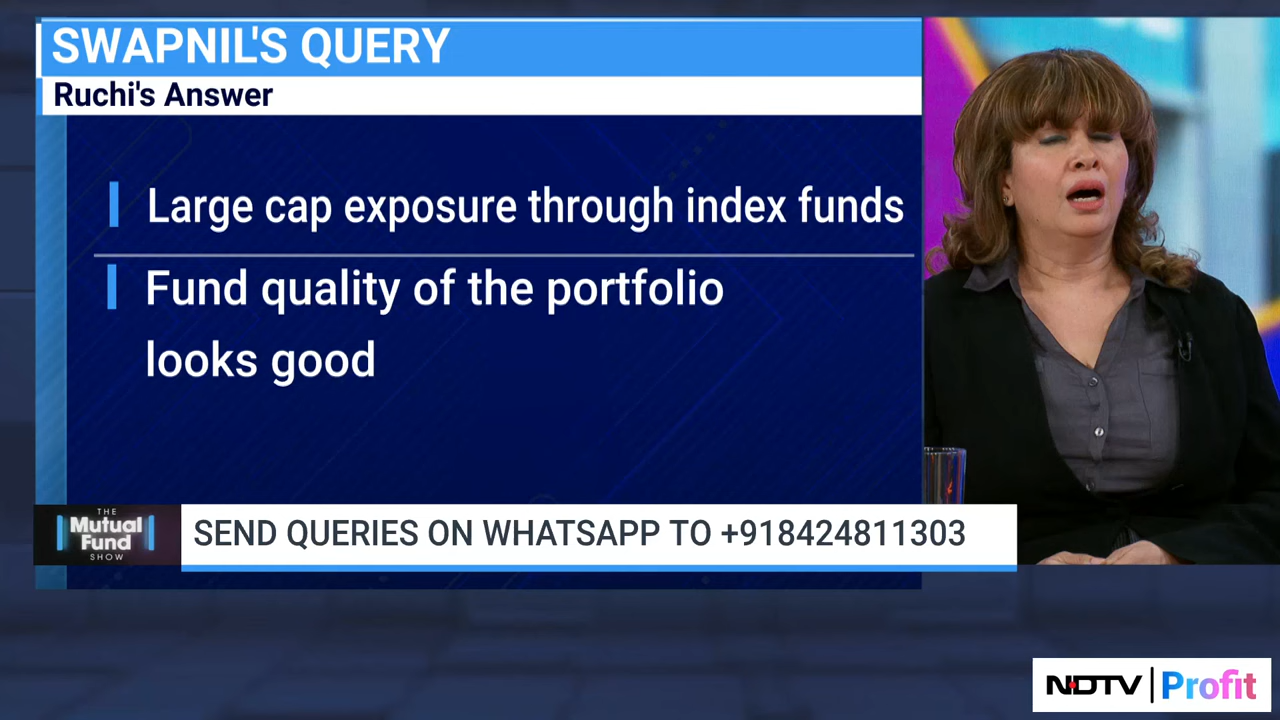 SWAPNIL'S QUERY
Ruchi's Answer
Large cap exposure through index funds
Fund quality of the portfolio
looks good
THE
Mutual
Fund
SHOW
SEND QUERIES ON WHATSAPP TO +918424811303
NDTV Profit